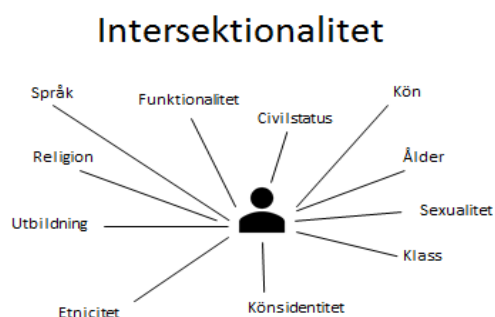 Intersektionalitet
Språk
Funktionalitet
Civilstatus
Kön
Religion
Ålder
Utbildning
Sexualitet
Klass
Etnicitet
Könsidentitet